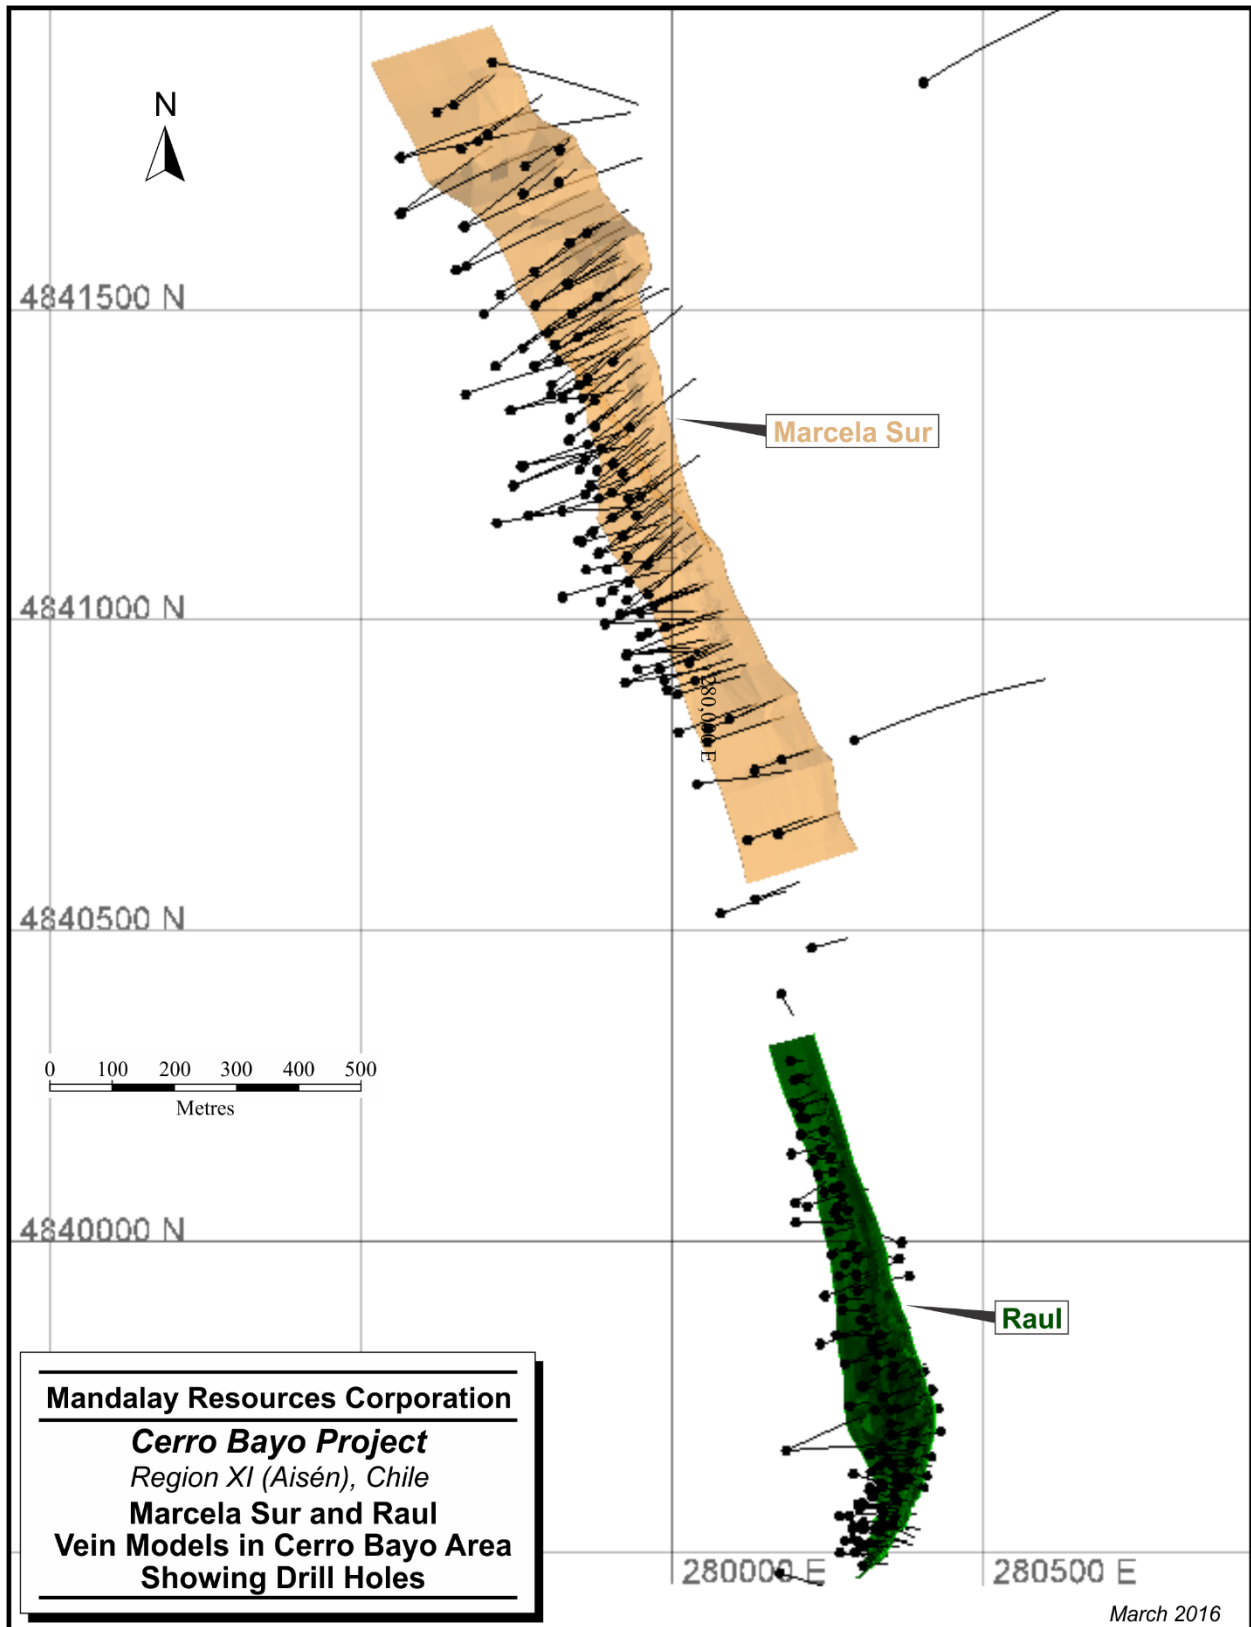 N
4841500 N
Marcela Sur
4841000 N
280,000 E
4840500 N
0 100 200 300 400 500
Metres
4840000 N
Raul
Mandalay Resources Corporation
Cerro Bayo Project
Region XI (Aisén), Chile
Marcela Sur and Raul
Vein Models in Cerro Bayo Area
Showing Drill Holes
280000 E
280500 E
March 2016